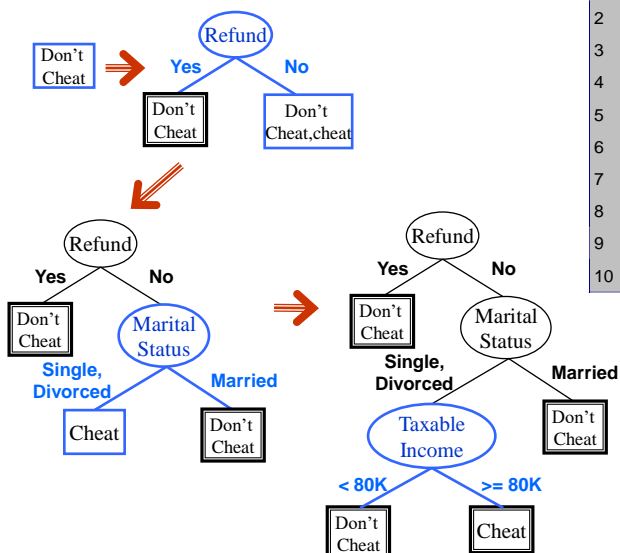 Don't
Cheat
Refund
Yes
No
Don't
Cheat
Don't
Cheat,cheat
Refund
Yes
No
Don't
Cheat
Marital
Status
Single,
Divorced
Married
Cheat
Don't
Cheat
Refund
Yes
No
Don't
Cheat
Marital
Status
Single,
Divorced
Married
Taxable
Income
Don't
Cheat
< 80K
>= 80K
Don't
Cheat
Cheat
2
3
4
5
6
7
8
9
10